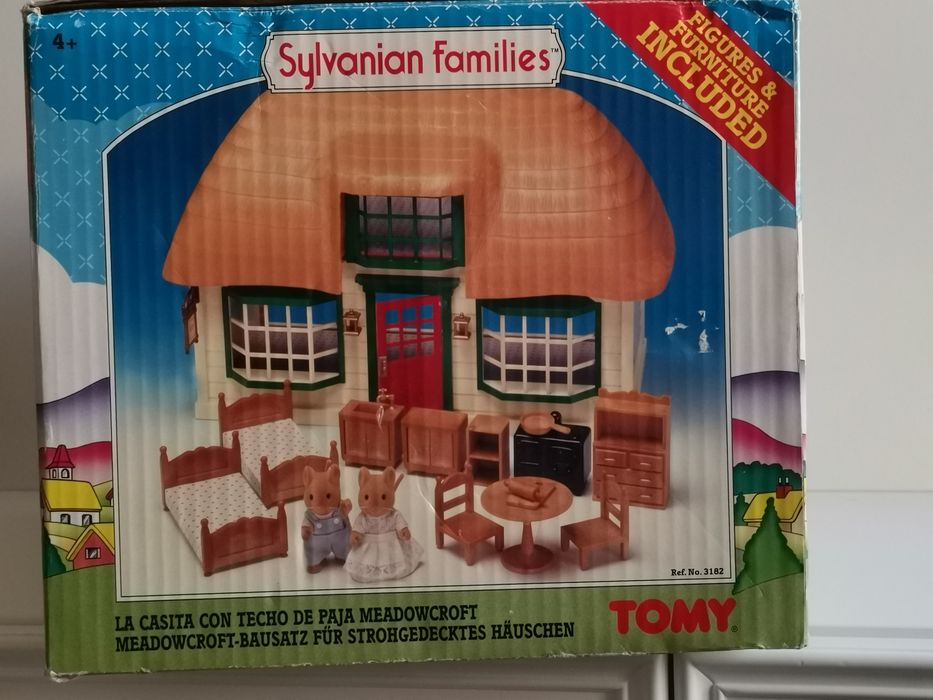 4+
Sylvanian Families™
FIGURES &
FURNITURE
INCLUDED
Ref. No. 3182
LA CASITA CON TECHO DE PAJA MEADOWCROFT
MEADOWCROFT-BAUSATZ FÜR STROHGEDECKTES HÄUSCHEN
TOMY®